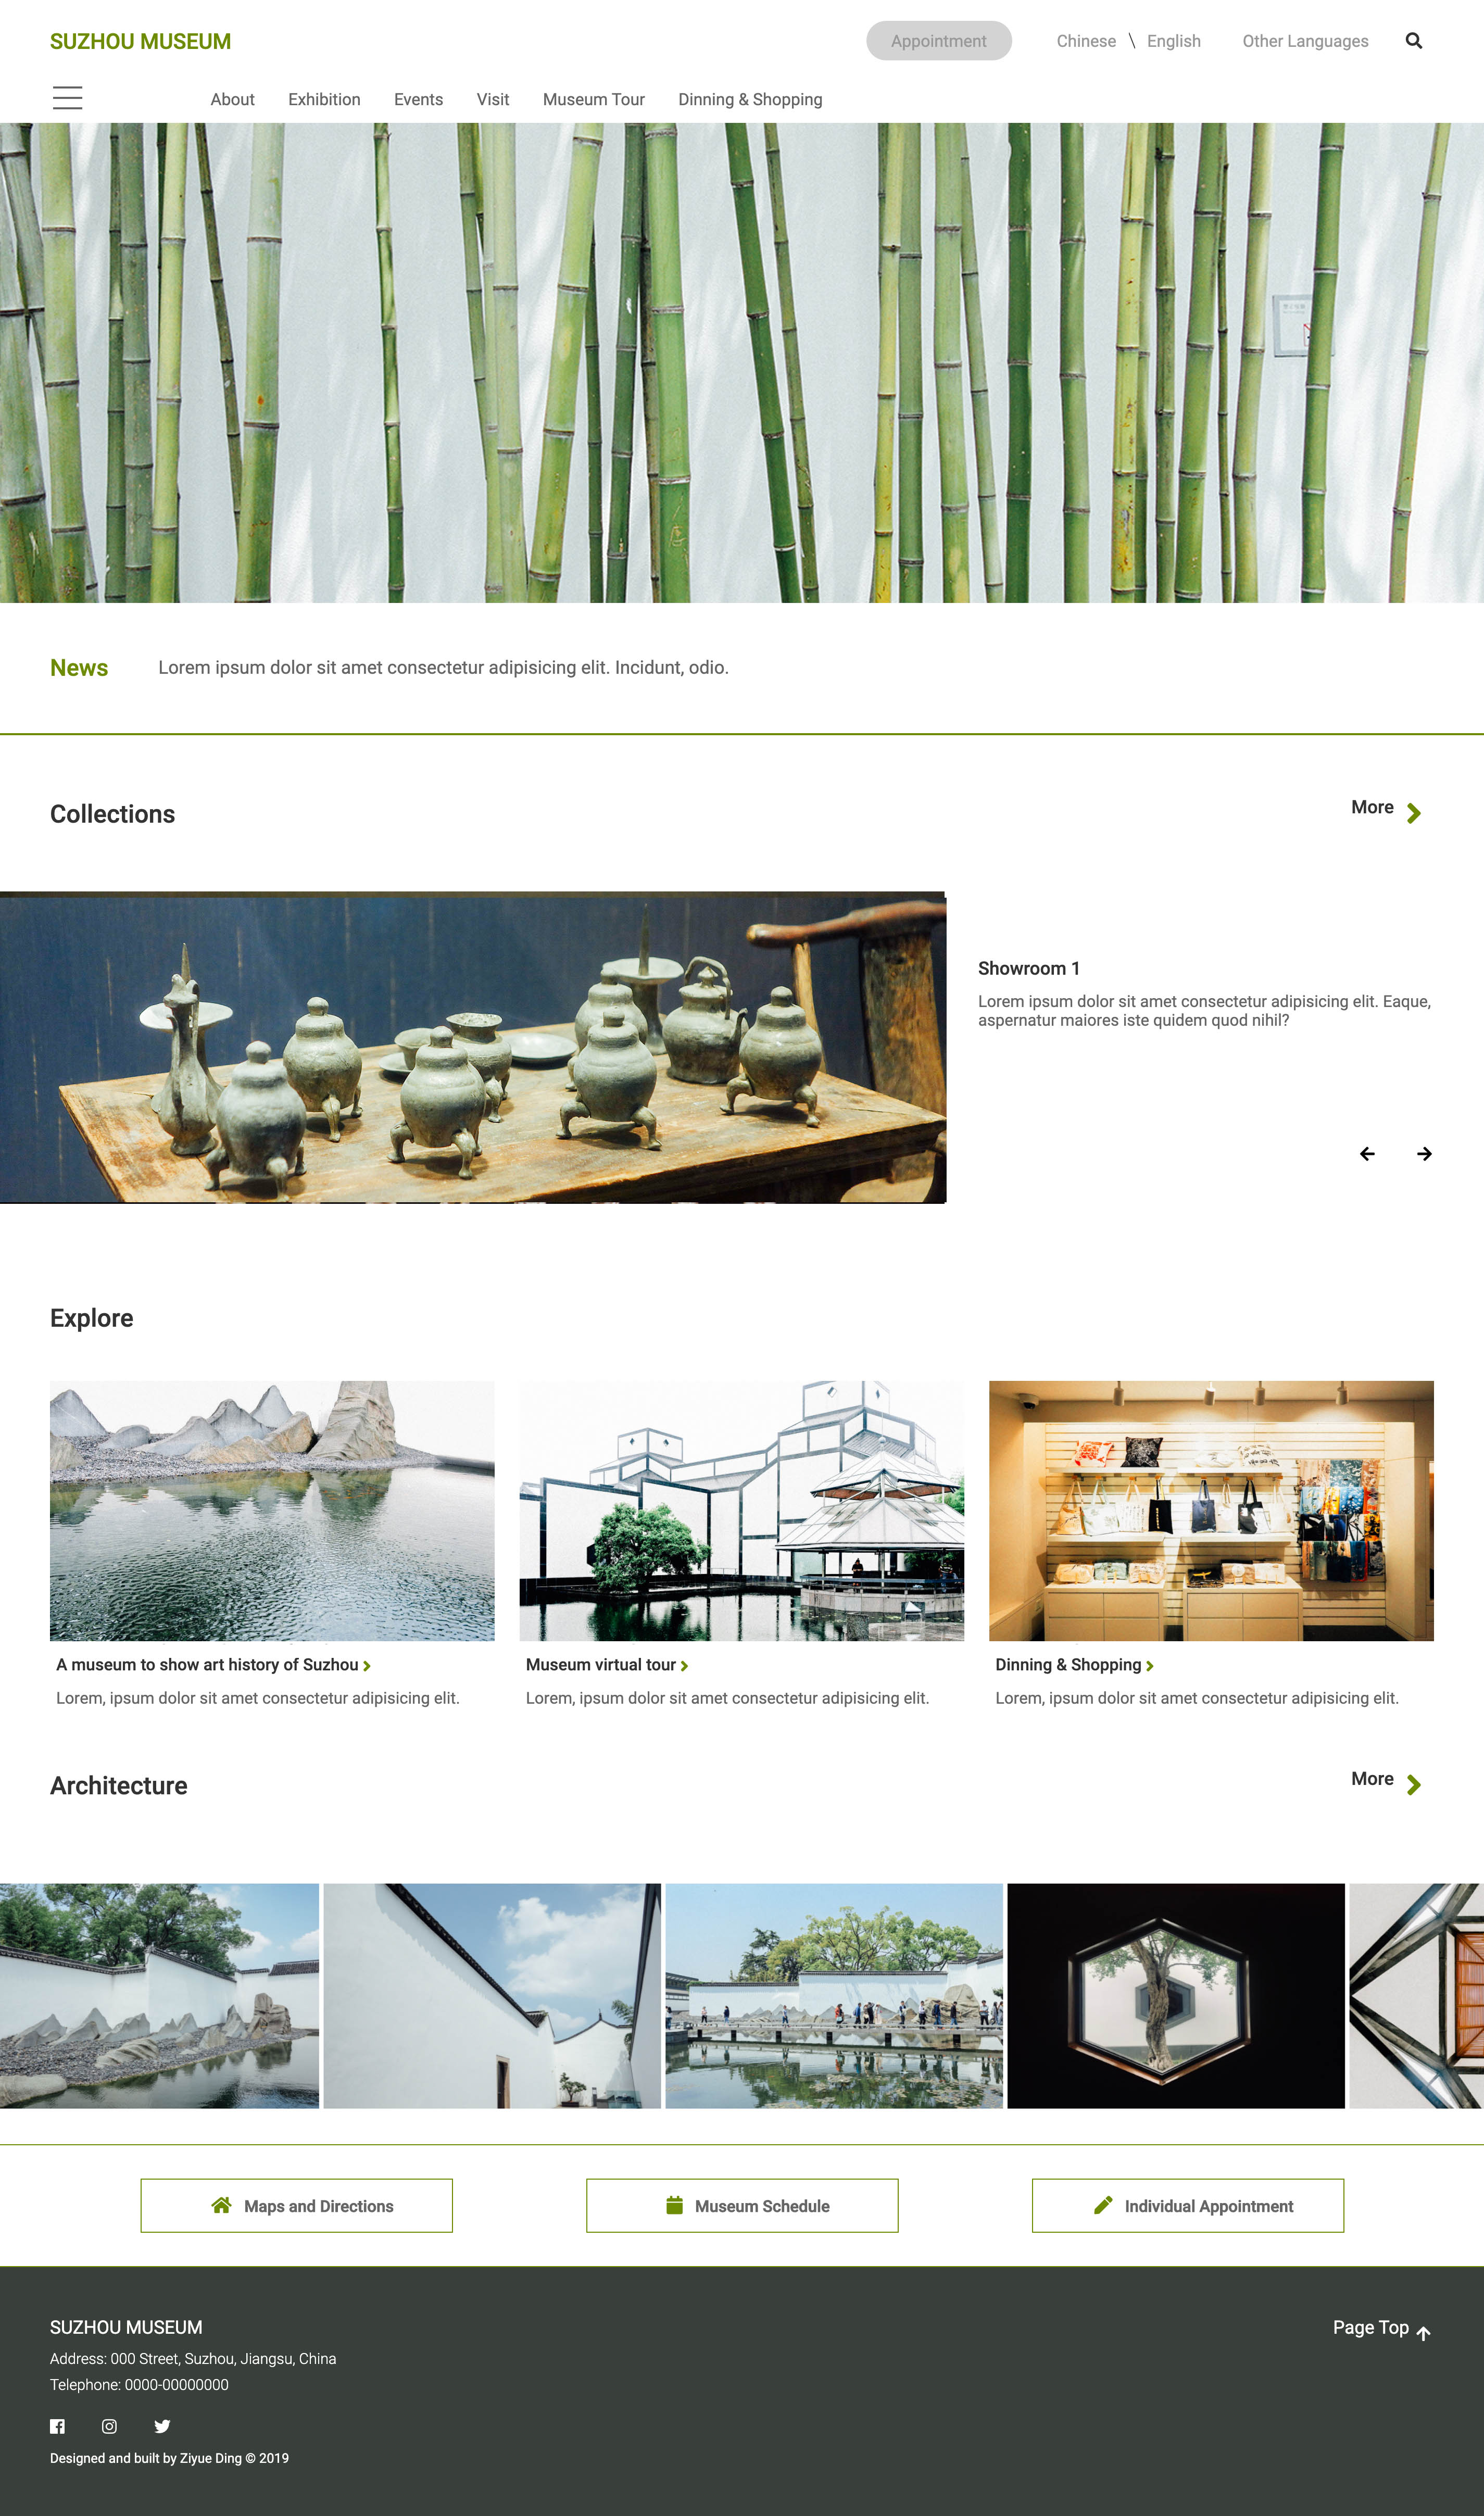 SUZHOU MUSEUM
Appointment
Chinese \ English
Other Languages
About
Exhibition
Events
Visit
Museum Tour
Dinning & Shopping
News
Lorem ipsum dolor sit amet consectetur adipisicing elit. Incidunt, odio.
Collections
More
Showroom 1
Lorem ipsum dolor sit amet consectetur adipisicing elit. Eaque,
aspernatur maiores iste quidem quod nihil?
Explore
A museum to show art history of Suzhou
Lorem, ipsum dolor sit amet consectetur adipisicing elit.
Museum virtual tour
Lorem, ipsum dolor sit amet consectetur adipisicing elit.
Dinning & Shopping
Lorem, ipsum dolor sit amet consectetur adipisicing elit.
Architecture
More
Maps and Directions
Museum Schedule
Individual Appointment
SUZHOU MUSEUM
Page Top
Address: 000 Street, Suzhou, Jiangsu, China
Telephone: 0000-00000000
Designed and built by Ziyue Ding © 2019